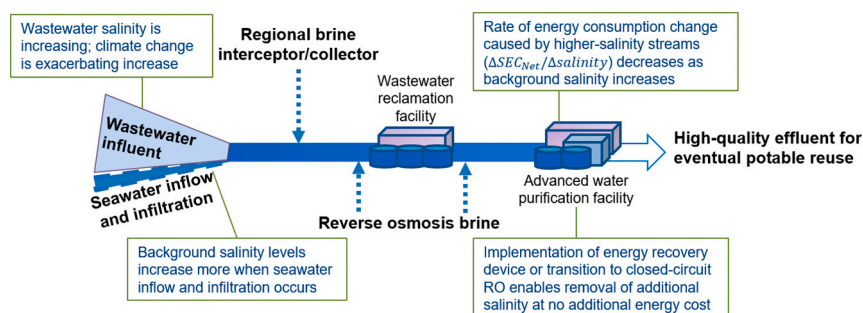 Wastewater salinity is
increasing; climate change
is exacerbating increase
Regional brine
interceptor/collector
Rate of energy consumption change
caused by higher-salinity streams
(ΔSEC_Net/Δsalinity) decreases as
background salinity increases
Wastewater
reclamation
facility
Wastewater
influent
High-quality effluent for
eventual potable reuse
Seawater inflow
and infiltration
Advanced water
purification facility
Reverse osmosis brine
Background salinity levels
increase more when seawater
inflow and infiltration occurs
Implementation of energy recovery
device or transition to closed-circuit
RO enables removal of additional
salinity at no additional energy cost